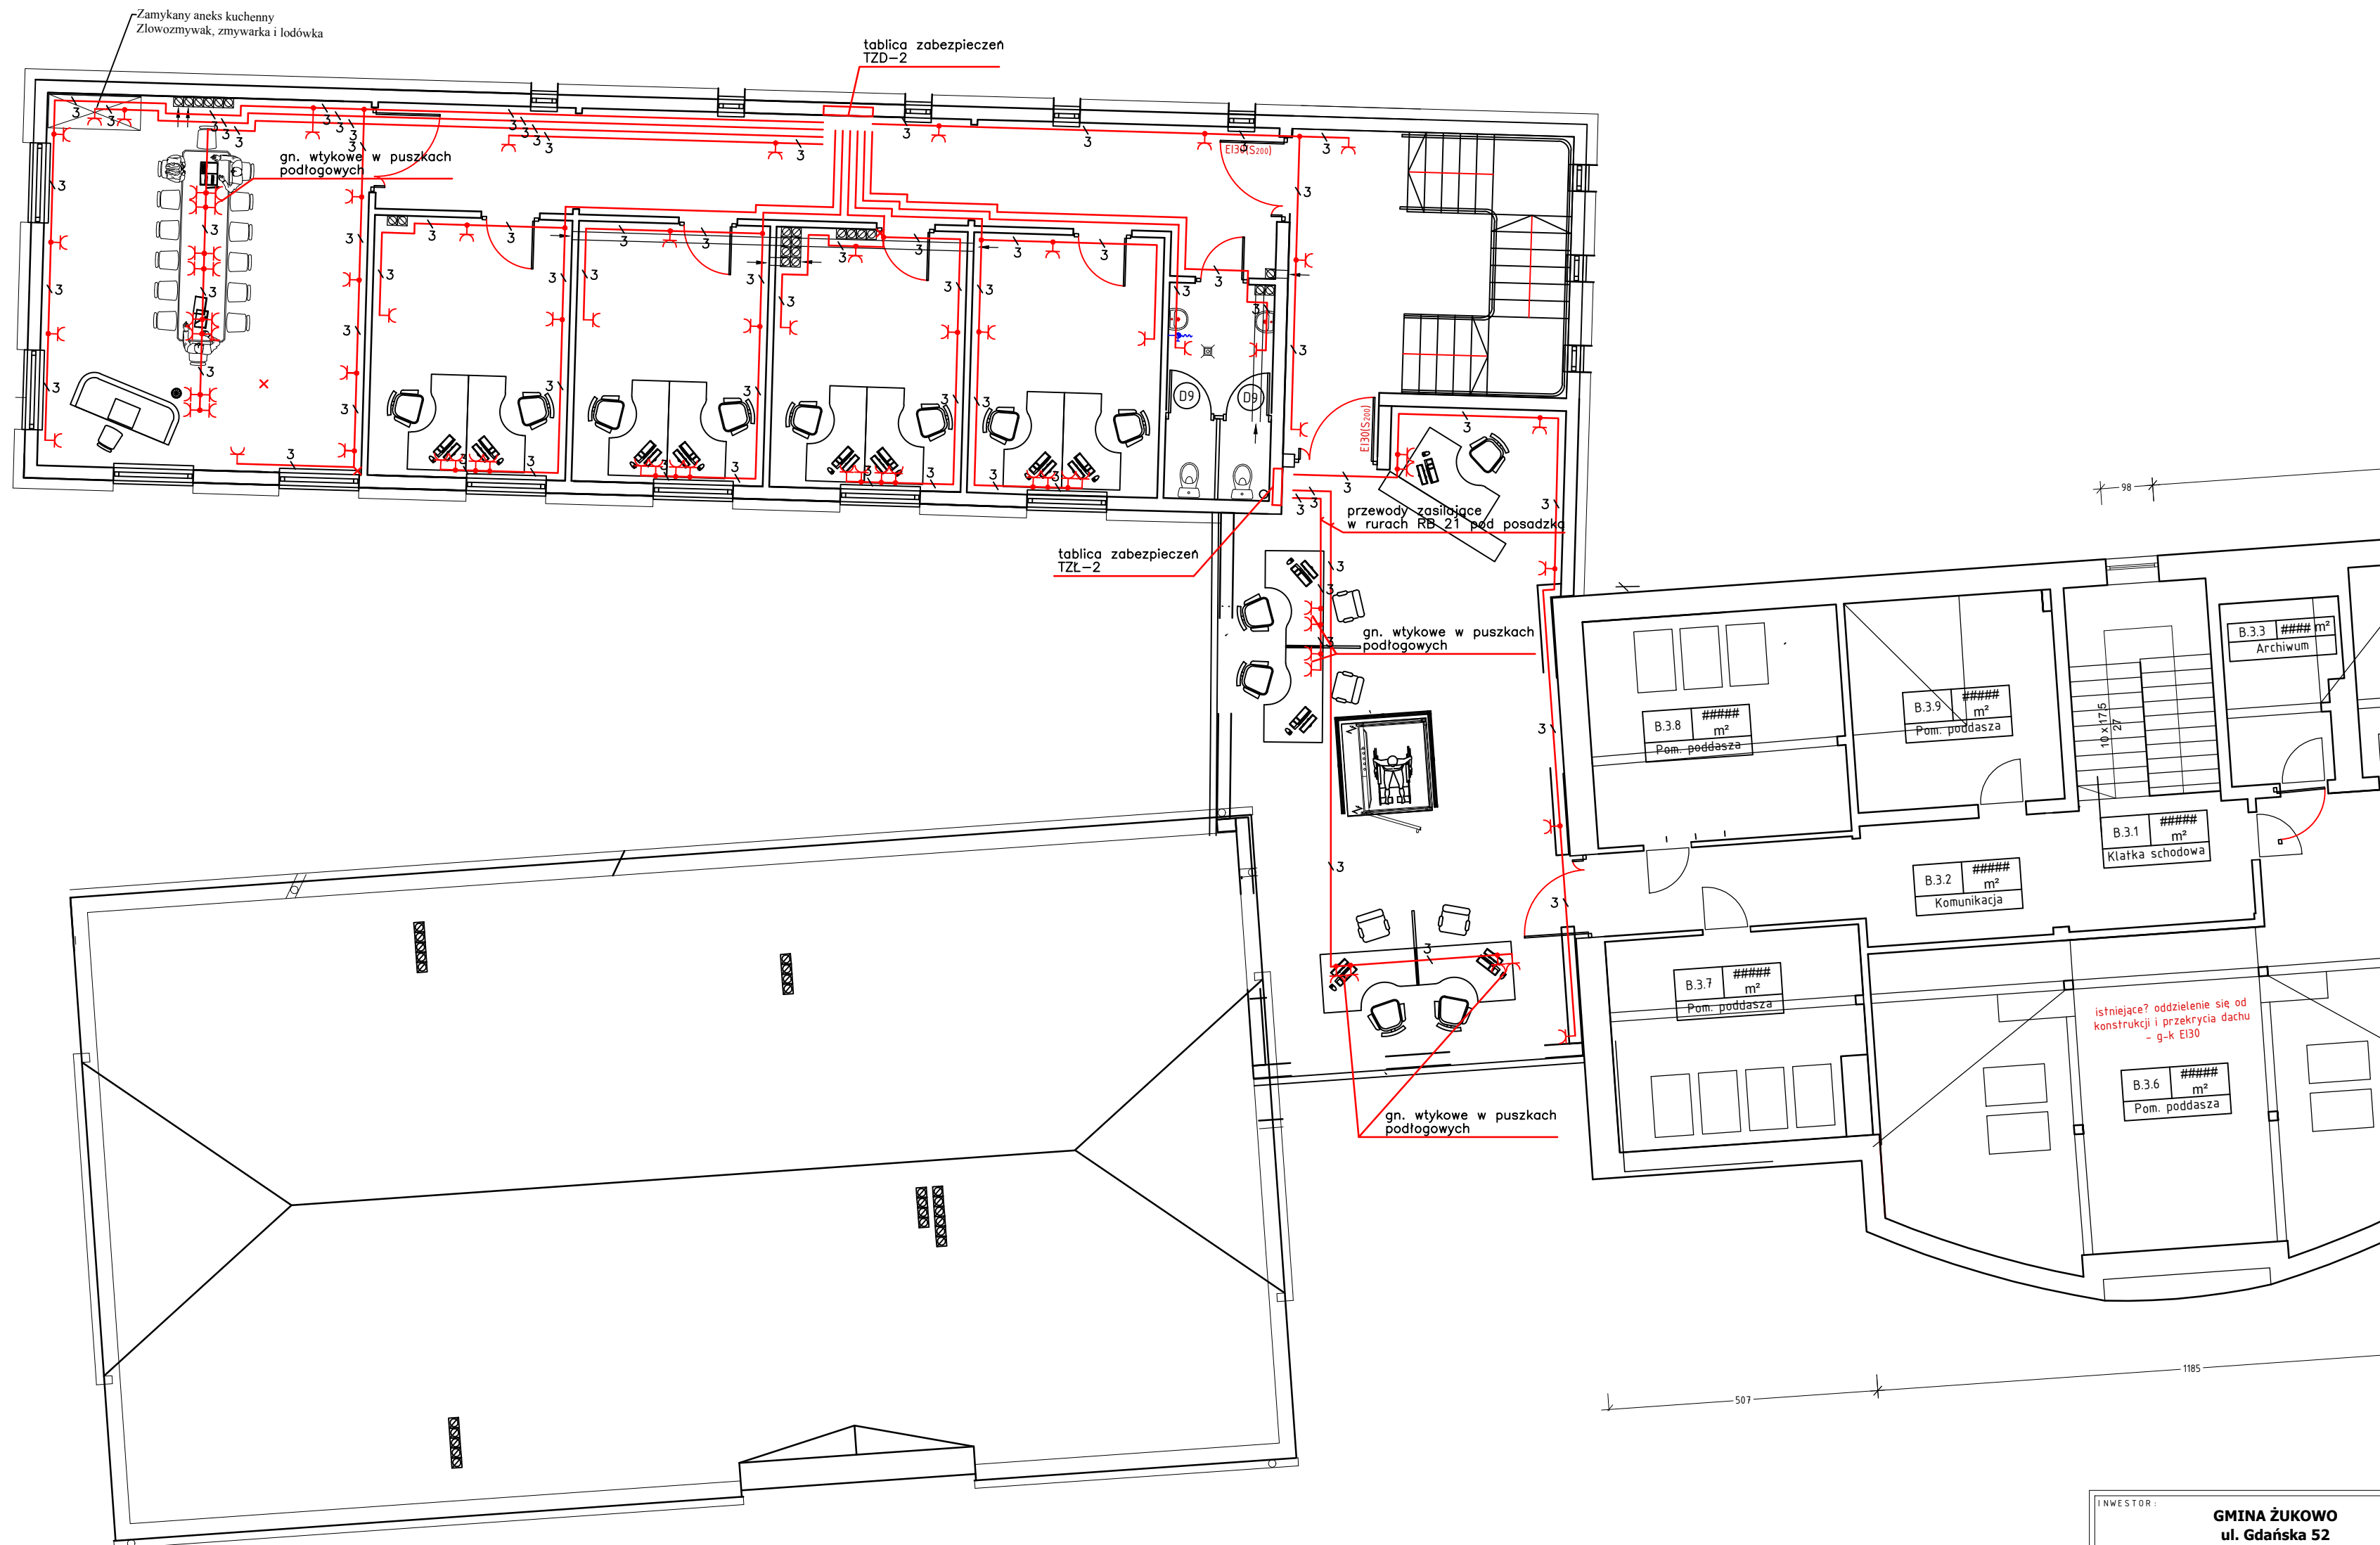 Zamykany aneks kuchenny
Zlowozmywak, zmywarka i lodówka
tablica zabezpieczeń
TZD-2
gn. wtykowe w puszkach
podłogowych
EI30(S200)
D9
D9
EI30(S200)
przewody zasilające
w rurach RB 21 pod posadzką
tablica zabezpieczeń
TZŁ-2
gn. wtykowe w puszkach
podłogowych
98
B.3.3 #### m²
Archiwum
B.3.8 ##### m²
Pom. poddasza
B.3.9 ##### m²
Pom. poddasza
10 x 17,5
27
B.3.1 ##### m²
Klatka schodowa
B.3.2 ##### m²
Komunikacja
B.3.7 ##### m²
Pom. poddasza
istniejące? oddzielenie się od
konstrukcji i przekrycia dachu
- g-k EI30
B.3.6 ##### m²
Pom. poddasza
gn. wtykowe w puszkach
podłogowych
507
1185
INWESTOR:
GMINA ŻUKOWO
ul. Gdańska 52